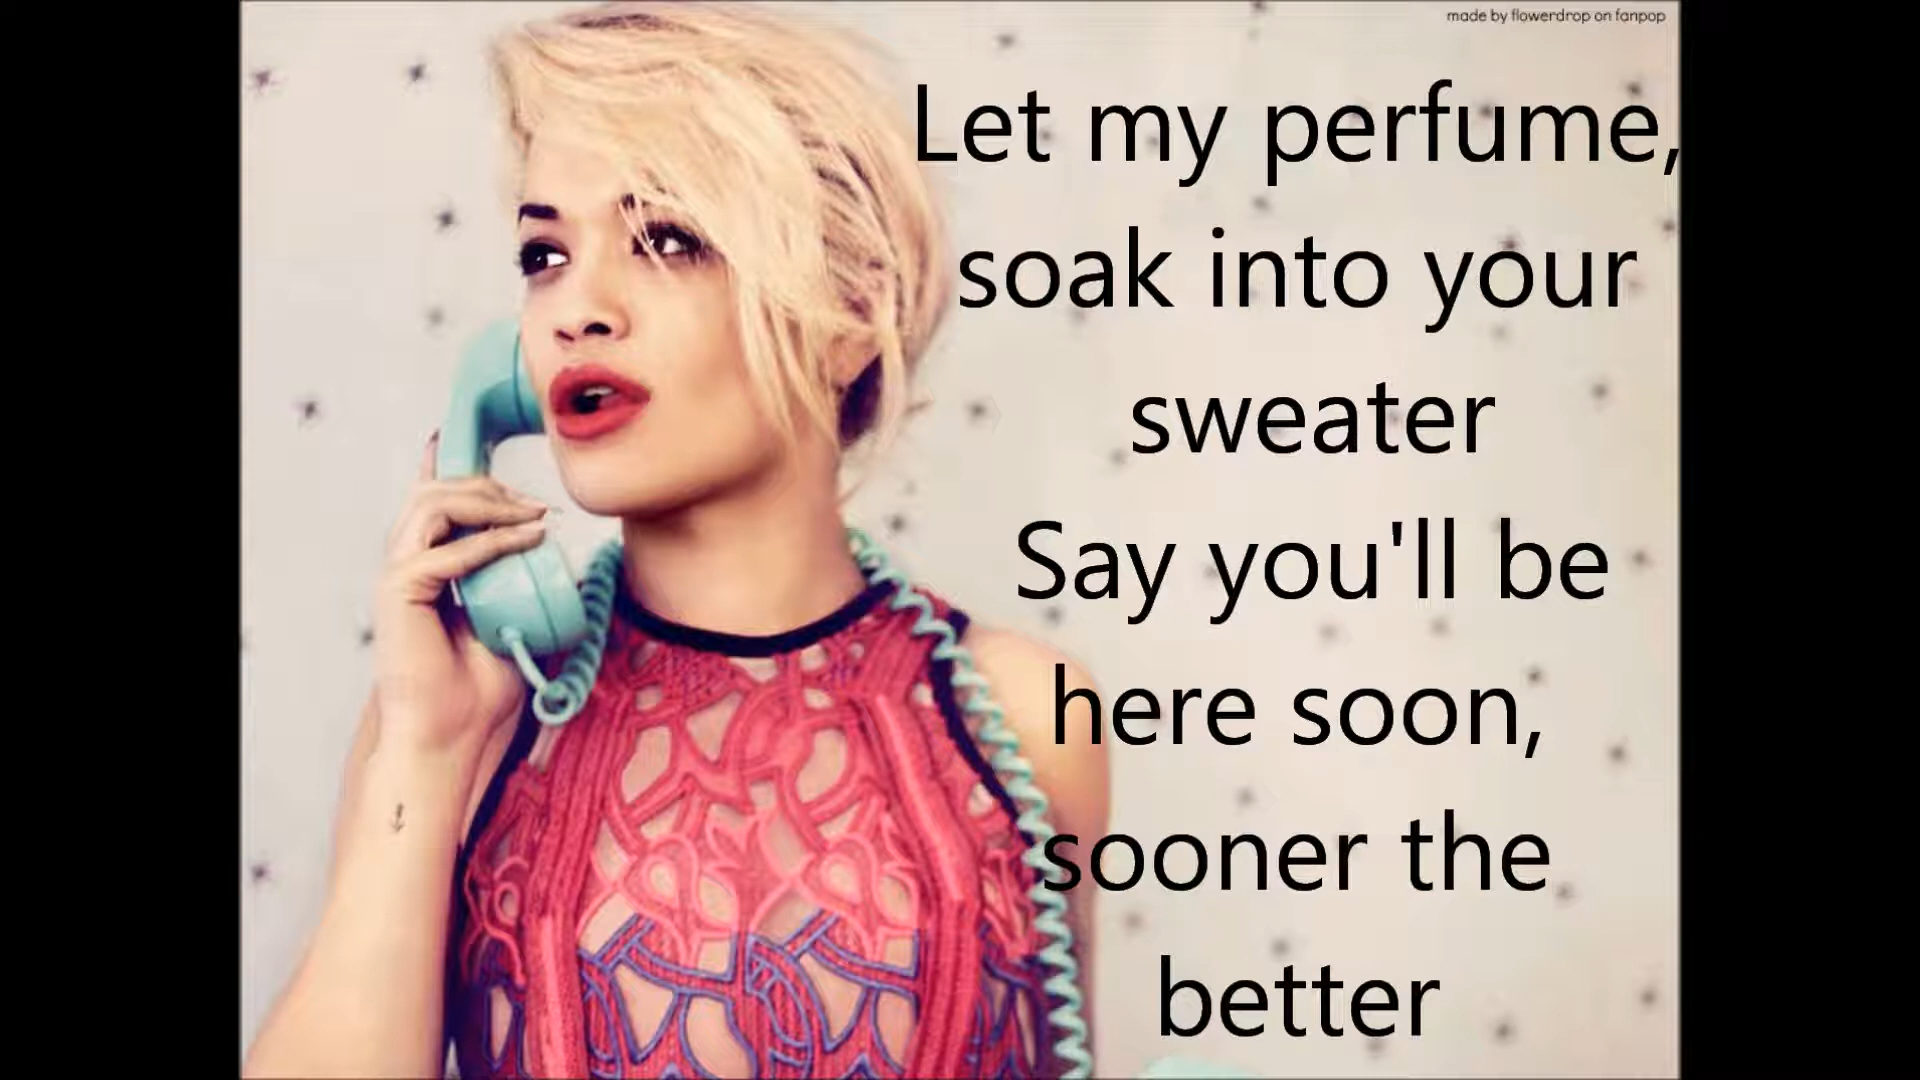 made by flowerdrop on fanpop
Let my perfume,
soak into your
sweater
Say you'll be
here soon,
sooner the
better